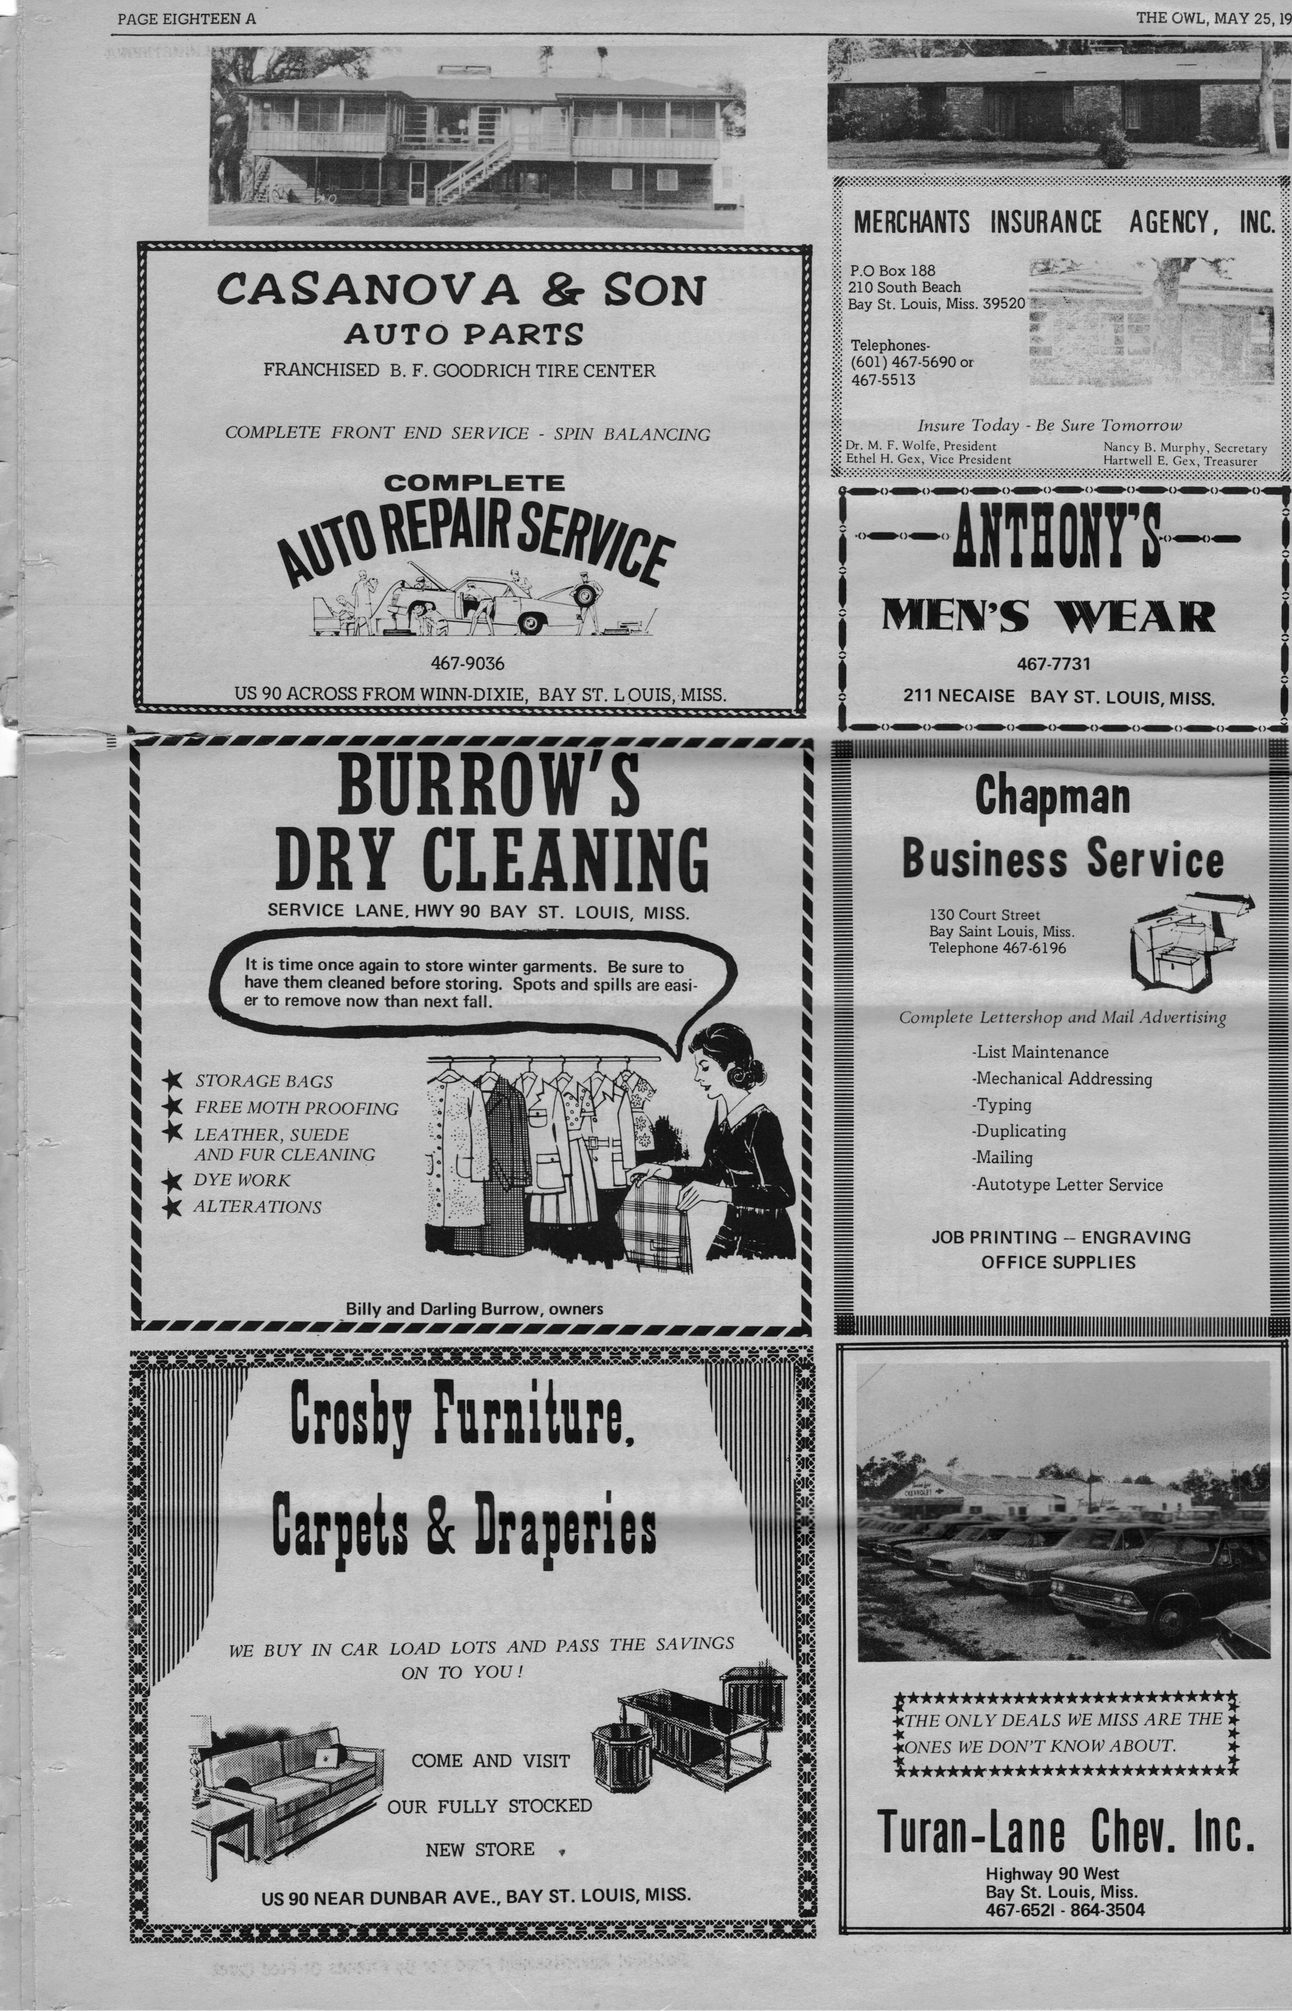 PAGE EIGHTEEN A
THE OWL, MAY 25, 19
CASANOVA & SON
AUTO PARTS
FRANCHISED B. F. GOODRICH TIRE CENTER
COMPLETE FRONT END SERVICE - SPIN BALANCING
COMPLETE
AUTO REPAIR SERVICE
467-9036
US 90 ACROSS FROM WINN-DIXIE, BAY ST. LOUIS, MISS.
MERCHANTS INSURANCE AGENCY, INC.
P.O Box 188
210 South Beach
Bay St. Louis, Miss. 39520
Telephones-
(601) 467-5690 or
467-5513
Insure Today - Be Sure Tomorrow
Dr. M. F. Wolfe, President
Ethel H. Gex, Vice President
Nancy B. Murphy, Secretary
Hartwell E. Gex, Treasurer
ANTHONY'S
MEN'S WEAR
467-7731
211 NECAISE BAY ST. LOUIS, MISS.
BURROW'S
DRY CLEANING
SERVICE LANE, HWY 90 BAY ST. LOUIS, MISS.
It is time once again to store winter garments. Be sure to
have them cleaned before storing. Spots and spills are easi-
er to remove now than next fall.
STORAGE BAGS
FREE MOTH PROOFING
LEATHER, SUEDE
AND FUR CLEANING
DYE WORK
ALTERATIONS
Billy and Darling Burrow, owners
Chapman
Business Service
130 Court Street
Bay Saint Louis, Miss.
Telephone 467-6196
Complete Lettershop and Mail Advertising
-List Maintenance
-Mechanical Addressing
-Typing
-Duplicating
-Mailing
-Autotype Letter Service
JOB PRINTING -- ENGRAVING
OFFICE SUPPLIES
Crosby Furniture,
Carpets & Draperies
WE BUY IN CAR LOAD LOTS AND PASS THE SAVINGS
ON TO YOU!
COME AND VISIT
OUR FULLY STOCKED
NEW STORE
US 90 NEAR DUNBAR AVE., BAY ST. LOUIS, MISS.
CHEVROLET
THE ONLY DEALS WE MISS ARE THE
ONES WE DON'T KNOW ABOUT.
Turan-Lane Chev. Inc.
Highway 90 West
Bay St. Louis, Miss.
467-6521 - 864-3504